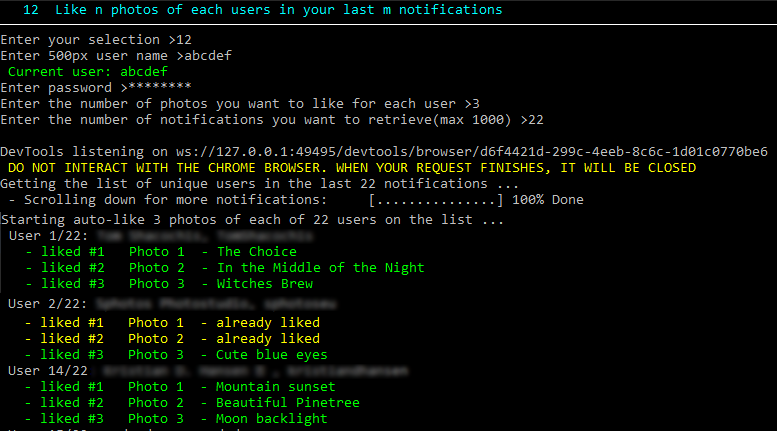 12 Like n photos of each users in your last m notifications
Enter your selection >12
Enter 500px user name >abcdef
Current user: abcdef
Enter password >********
Enter the number of photos you want to like for each user >3
Enter the number of notifications you want to retrieve(max 1000) >22
DevTools listening on ws://127.0.0.1:49495/devtools/browser/d6f4421d-299c-4eeb-8c6c-1d01c0770be6
DO NOT INTERACT WITH THE CHROME BROWSER. WHEN YOUR REQUEST FINISHES, IT WILL BE CLOSED
Getting the list of unique users in the last 22 notifications ...
- Scrolling down for more notifications: [...............] 100% Done
Starting auto-like 3 photos of each of 22 users on the list ...
User 1/22:
- liked #1 Photo 1 - The Choice
- liked #2 Photo 2 - In the Middle of the Night
- liked #3 Photo 3 - Witches Brew
User 2/22:
- liked #1 Photo 1 - already liked
- liked #2 Photo 2 - already liked
- liked #3 Photo 3 - Cute blue eyes
User 14/22
- liked #1 Photo 1 - Mountain sunset
- liked #2 Photo 2 - Beautiful Pinetree
- liked #3 Photo 3 - Moon backlight